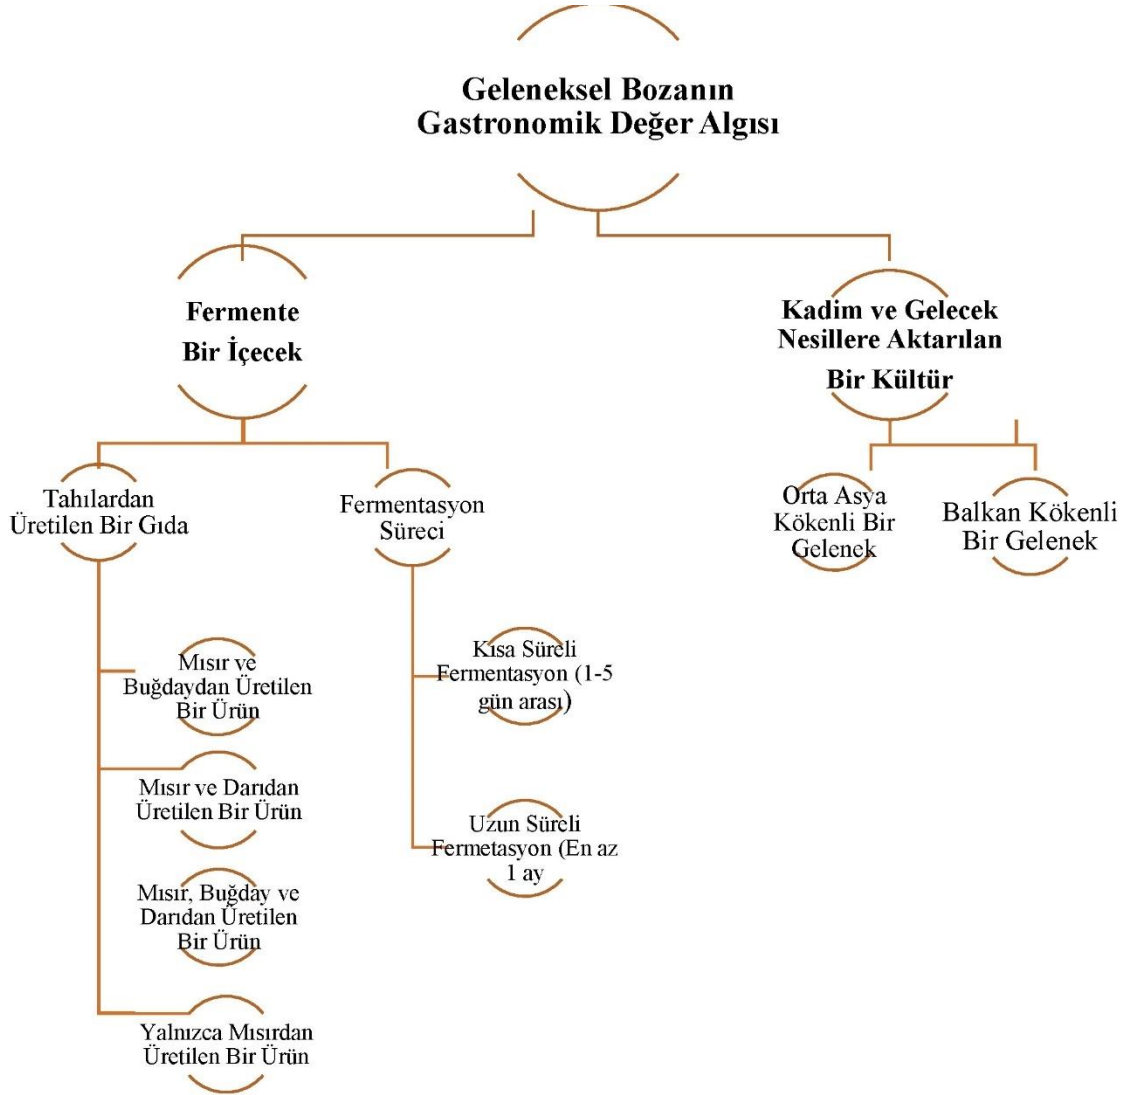 Geleneksel Bozanın
Gastronomik Değer Algısı
Fermente
Bir İçecek
Kadim ve Gelecek
Nesillere Aktarılan
Bir Kültür
Tahılardan
Üretilen Bir Gıda
Fermentasyon
Süreci
Orta Asya
Kökenli Bir
Gelenek
Balkan Kökenli
Bir Gelenek
Mısır ve
Buğdaydan Üretilen
Bir Ürün
Mısır ve Darıdan
Üretilen Bir Ürün
Mısır, Buğday ve
Darıdan Üretilen
Bir Ürün
Yalnızca Mısırdan
Üretilen Bir Ürün
Kısa Süreli
Fermentasyon (1-5
gün arası)
Uzun Süreli
Fermetasyon (En az
1 ay